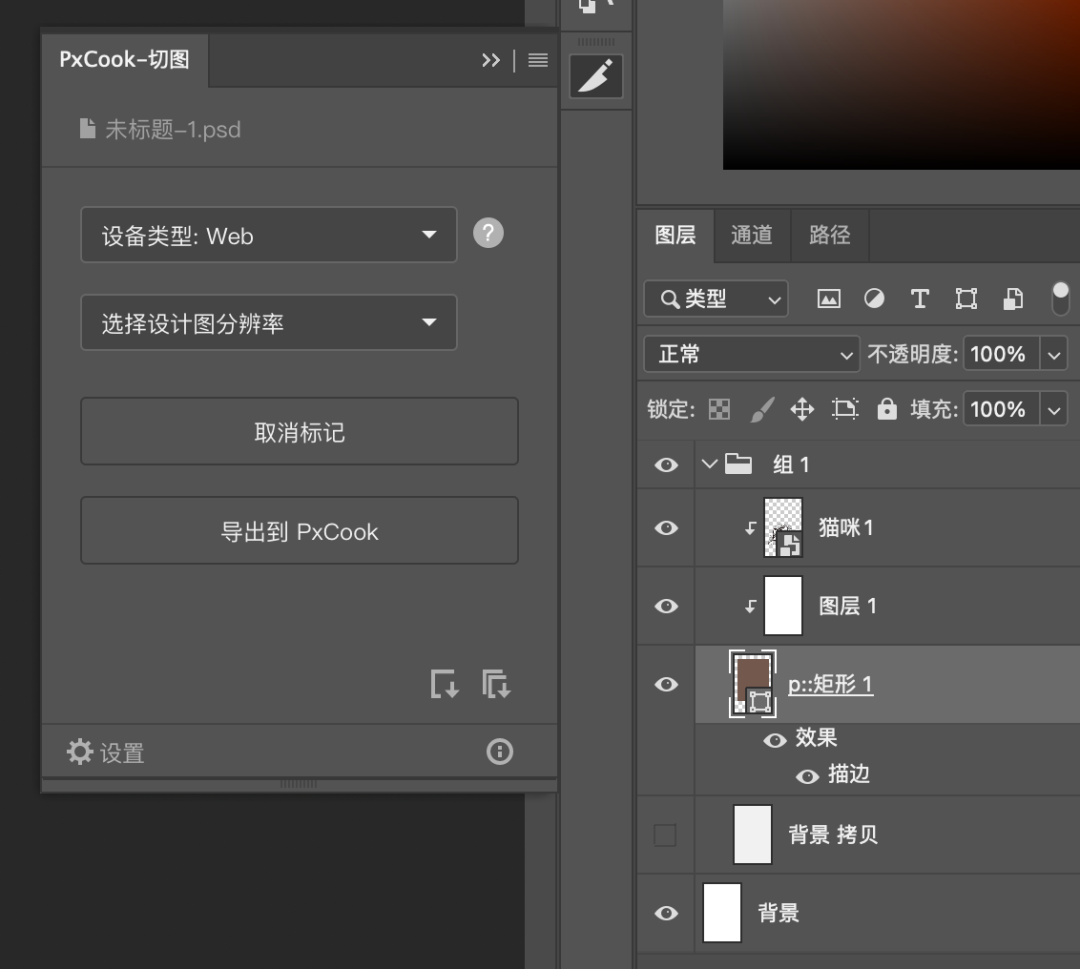 PxCook-切图
未标题-1.psd
设备类型: Web
?
选择设计图分辨率
取消标记
导出到 PxCook
设置
图层 通道 路径
类型
正常 不透明度: 100%
锁定: 填充: 100%
组 1
猫咪1
图层 1
p::矩形 1
效果
描边
背景 拷贝
背景